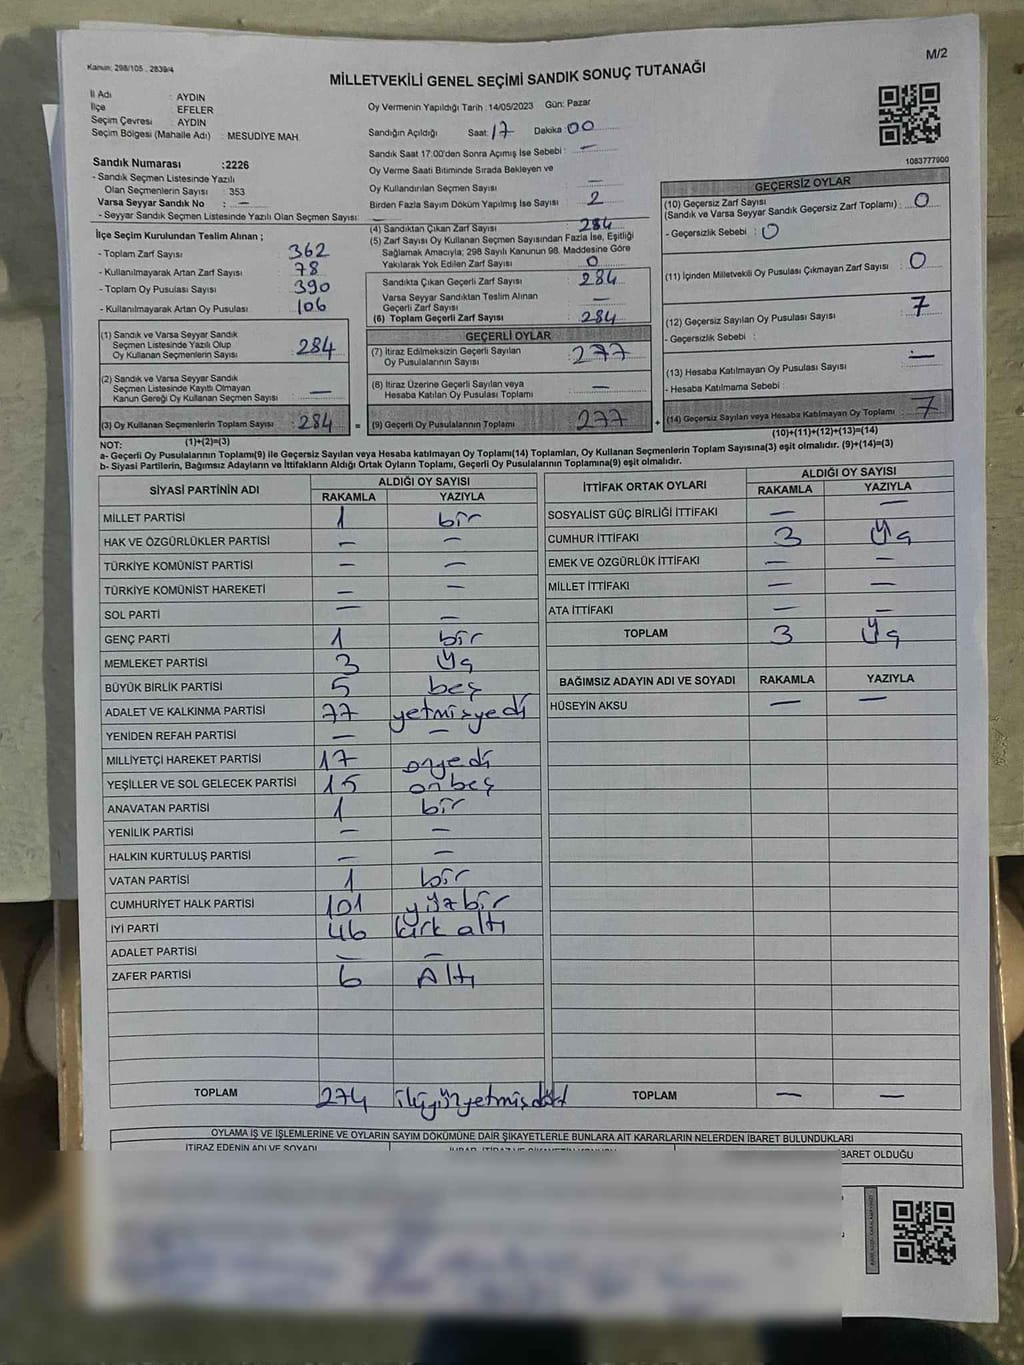 Kanun: 298/105 , 2839/4
M/2
MİLLETVEKİLİ GENEL SEÇİMİ SANDIK SONUÇ TUTANAĞI
İl Adı : AYDIN
İlçe : EFELER
Seçim Çevresi : AYDIN
Seçim Bölgesi (Mahalle Adı) : MESUDİYE MAH
Sandık Numarası :2226
- Sandık Seçmen Listesinde Yazılı
Olan Seçmenlerin Sayısı : 353
Varsa Seyyar Sandık No : —
- Seyyar Sandık Seçmen Listesinde Yazılı Olan Seçmen Sayısı: —
Oy Vermenin Yapıldığı Tarih : 14/05/2023 Gün: Pazar
Sandığın Açıldığı Saat: 17 Dakika: 00
Sandık Saat 17:00'den Sonra Açımış İse Sebebi : —
Oy Verme Saati Bitiminde Sırada Bekleyen ve
Oy Kullandırılan Seçmen Sayısı —
Birden Fazla Sayım Döküm Yapılmış İse Sayısı : 2
1083777900
İlçe Seçim Kurulundan Teslim Alınan ;
- Toplam Zarf Sayısı : 362
- Kullanılmayarak Artan Zarf Sayısı : 78
- Toplam Oy Pusulası Sayısı : 390
- Kullanılmayarak Artan Oy Pusulası : 106
(1) Sandık ve Varsa Seyyar Sandık
Seçmen Listesinde Yazılı Olup
Oy Kullanan Seçmenlerin Sayısı : 284
(2) Sandık ve Varsa Seyyar Sandık
Seçmen Listesinde Kayıtlı Olmayan
Kanun Gereği Oy Kullanan Seçmen Sayısı : —
(3) Oy Kullanan Seçmenlerin Toplam Sayısı : 284 =
(1)+(2)=(3)
(4) Sandıktan Çıkan Zarf Sayısı : 284
(5) Zarf Sayısı Oy Kullanan Seçmen Sayısından Fazla İse, Eşitliği
Sağlamak Amacıyla; 298 Sayılı Kanunun 98. Maddesine Göre
Yakılarak Yok Edilen Zarf Sayısı : 0
Sandıkta Çıkan Geçerli Zarf Sayısı : 284
Varsa Seyyar Sandıktan Teslim Alınan
Geçerli Zarf Sayısı : —
(6) Toplam Geçerli Zarf Sayısı : 284
GEÇERLİ OYLAR
(7) İtiraz Edilmeksizin Geçerli Sayılan
Oy Pusulalarının Sayısı : 277
(8) İtiraz Üzerine Geçerli Sayılan veya
Hesaba Katılan Oy Pusulası Toplamı : —
(9) Geçerli Oy Pusulalarının Toplamı : 277 +
GEÇERSİZ OYLAR
(10) Geçersiz Zarf Sayısı
(Sandık ve Varsa Seyyar Sandık Geçersiz Zarf Toplamı) : 0
- Geçersizlik Sebebi : 0
(11) İçinden Milletvekili Oy Pusulası Çıkmayan Zarf Sayısı : 0
(12) Geçersiz Sayılan Oy Pusulası Sayısı : 7
- Geçersizlik Sebebi :
(13) Hesaba Katılmayan Oy Pusulası Sayısı : —
- Hesaba Katılmama Sebebi :
(14) Geçersiz Sayılan veya Hesaba Katılmayan Oy Toplamı : 7
(10)+(11)+(12)+(13)=(14)
NOT:
a- Geçerli Oy Pusulalarının Toplamı(9) ile Geçersiz Sayılan veya Hesaba katılmayan Oy Toplamı(14) Toplamları, Oy Kullanan Seçmenlerin Toplam Sayısına(3) eşit olmalıdır. (9)+(14)=(3)
b- Siyasi Partilerin, Bağımsız Adayların ve İttifakların Aldığı Ortak Oyların Toplamı, Geçerli Oy Pusulalarının Toplamına(9) eşit olmalıdır.
SİYASİ PARTİNİN ADI ALDIĞI OY SAYISI
RAKAMLA YAZIYLA
MİLLET PARTİSİ 1 bir
HAK VE ÖZGÜRLÜKLER PARTİSİ — —
TÜRKİYE KOMÜNİST PARTİSİ — —
TÜRKİYE KOMÜNİST HAREKETİ — —
SOL PARTİ — —
GENÇ PARTİ 1 bir
MEMLEKET PARTİSİ 3 Üç
BÜYÜK BİRLİK PARTİSİ 5 beş
ADALET VE KALKINMA PARTİSİ 77 yetmişyedi
YENİDEN REFAH PARTİSİ — —
MİLLİYETÇİ HAREKET PARTİSİ 17 onyedi
YEŞİLLER VE SOL GELECEK PARTİSİ 15 onbeş
ANAVATAN PARTİSİ 1 bir
YENİLİK PARTİSİ — —
HALKIN KURTULUŞ PARTİSİ — —
VATAN PARTİSİ 1 bir
CUMHURİYET HALK PARTİSİ 101 yüzbir
İYİ PARTİ 46 kırk altı
ADALET PARTİSİ — —
ZAFER PARTİSİ 6 Altı
TOPLAM 274 ikiyüzyetmişdört
İTTİFAK ORTAK OYLARI ALDIĞI OY SAYISI
RAKAMLA YAZIYLA
SOSYALİST GÜÇ BİRLİĞİ İTTİFAKI — —
CUMHUR İTTİFAKI 3 Üç
EMEK VE ÖZGÜRLÜK İTTİFAKI — —
MİLLET İTTİFAKI — —
ATA İTTİFAKI — —
TOPLAM 3 Üç
BAĞIMSIZ ADAYIN ADI VE SOYADI RAKAMLA YAZIYLA
HÜSEYİN AKSU — —
TOPLAM — —
OYLAMA İŞ VE İŞLEMLERİNE VE OYLARIN SAYIM DÖKÜMÜNE DAİR ŞİKAYETLERLE BUNLARA AİT KARARLARIN NELERDEN İBARET BULUNDUKLARI
İTİRAZ EDENİN ADI VE SOYADI
BARET OLDUĞU